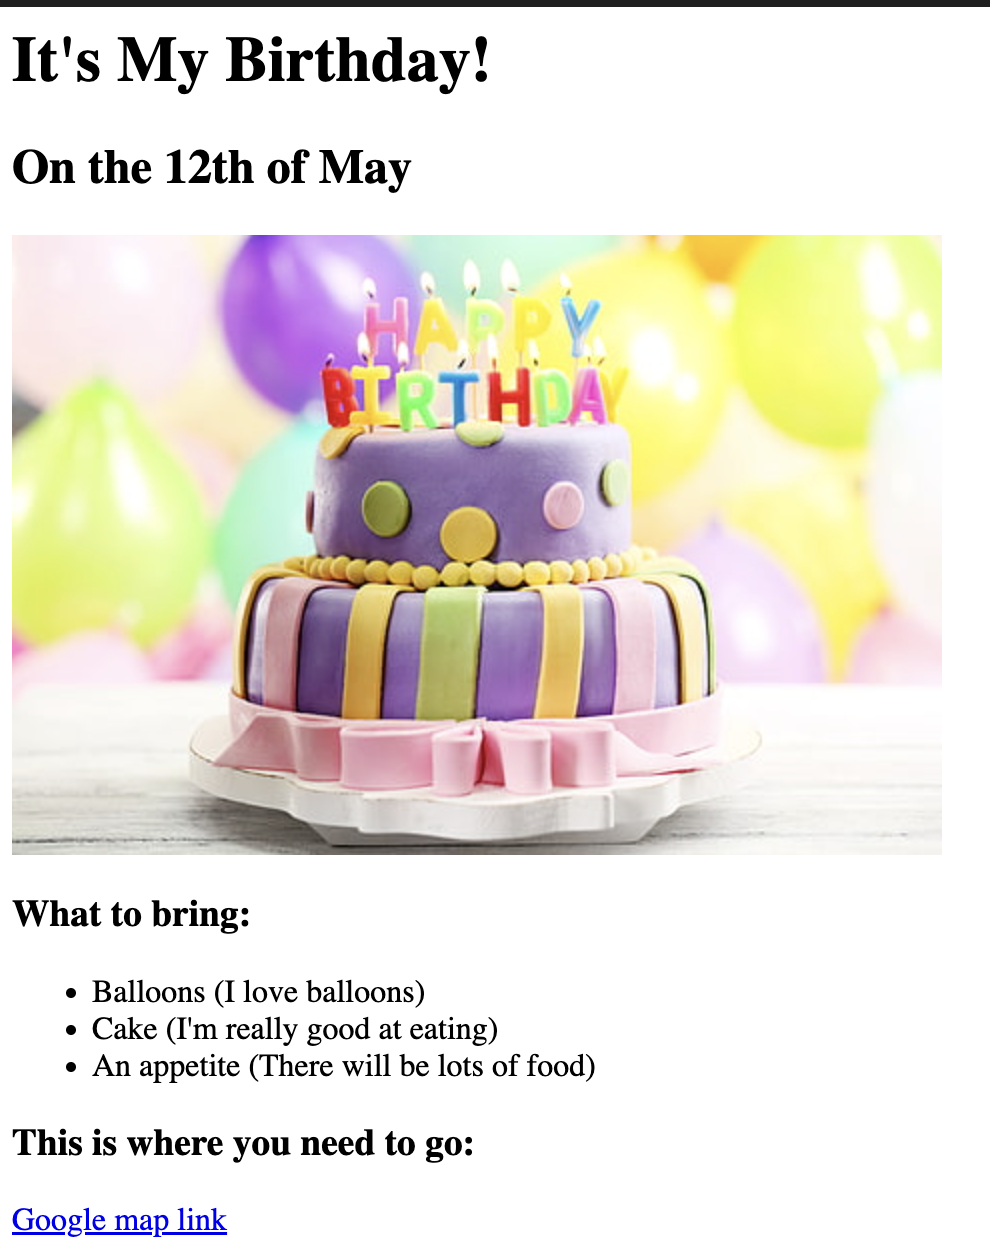 It's My Birthday!
On the 12th of May
HAPPY
BIRTHDAY
What to bring:
Balloons (I love balloons)
Cake (I'm really good at eating)
An appetite (There will be lots of food)
This is where you need to go:
Google map link